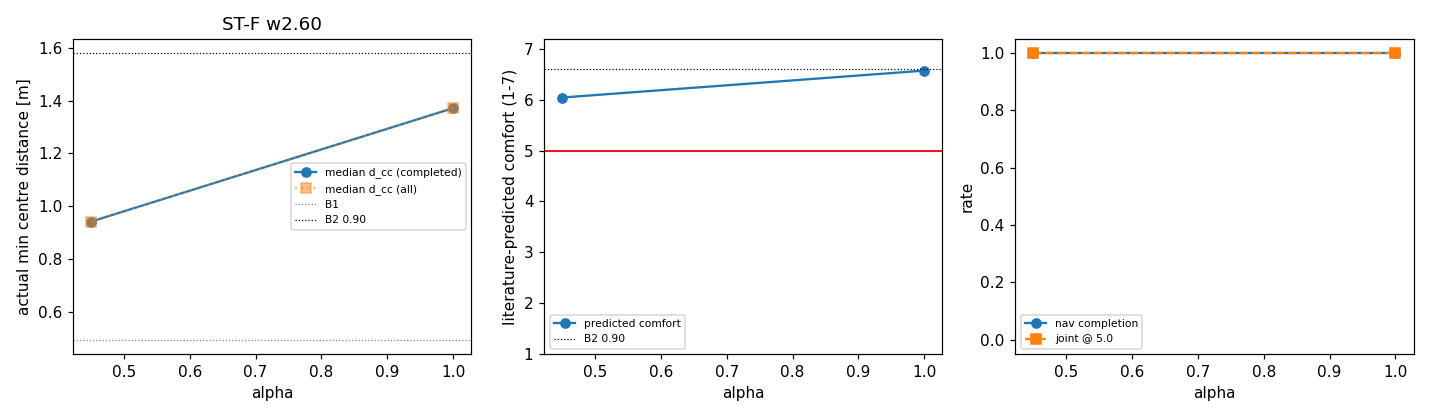 ST-F w2.60
actual min centre distance [m]
1.6
1.4
1.2
1.0
0.8
0.6
median d_cc (completed)
median d_cc (all)
B1
B2 0.90
0.5 0.6 0.7 0.8 0.9 1.0
alpha
literature-predicted comfort (1-7)
7
6
5
4
3
2
1
predicted comfort
B2 0.90
0.5 0.6 0.7 0.8 0.9 1.0
alpha
rate
1.0
0.8
0.6
0.4
0.2
0.0
nav completion
joint @ 5.0
0.5 0.6 0.7 0.8 0.9 1.0
alpha